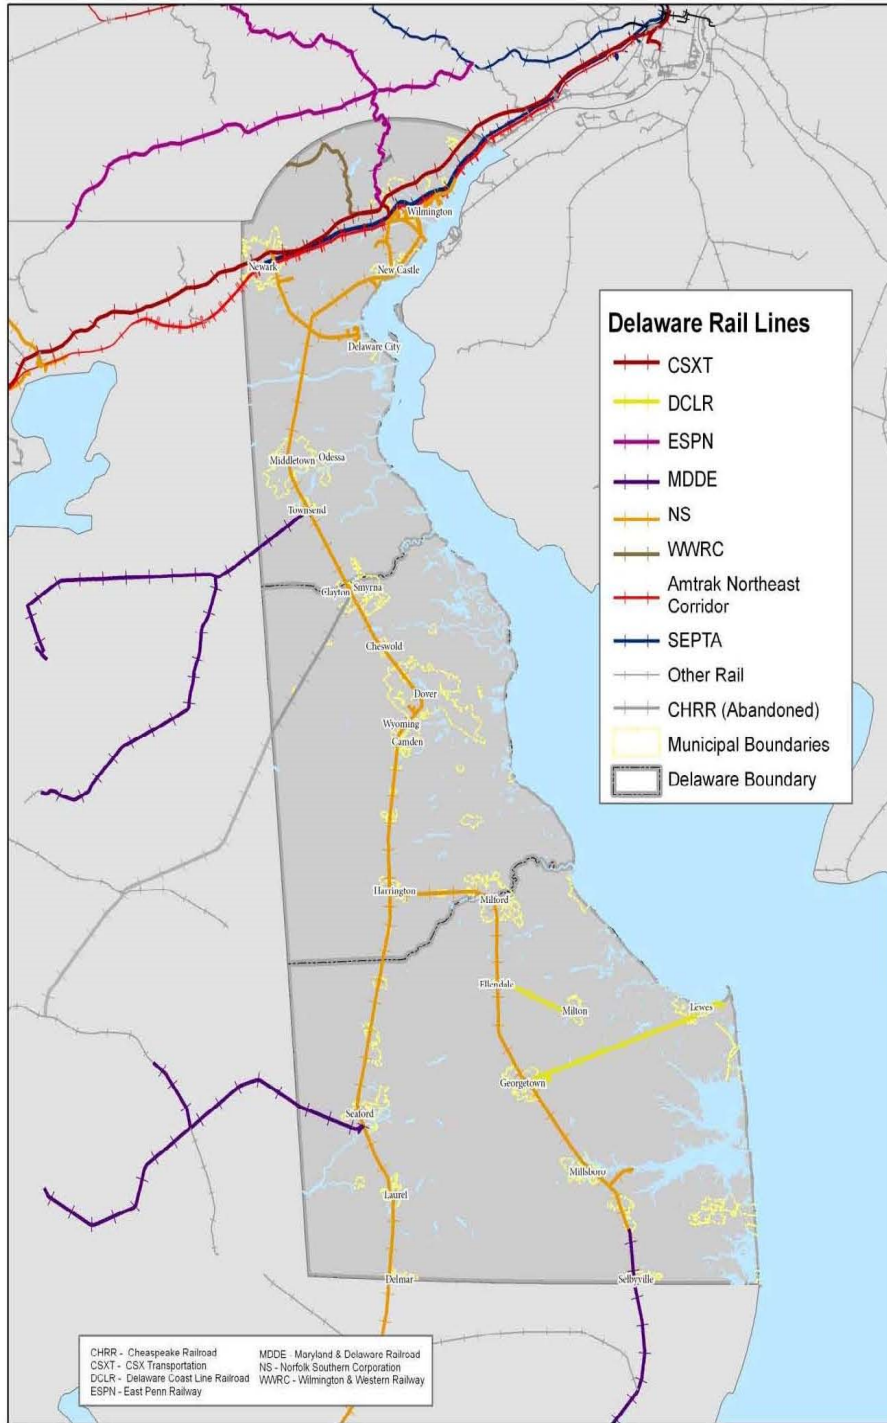 Wilmington
Newark
New Castle
Delaware City
Middletown
Odessa
Townsend
Smyrna
Clayton
Cheswold
Dover
Wyoming
Camden
Harrington
Milford
Ellendale
Milton
Lewes
Georgetown
Seaford
Millsboro
Laurel
Delmar
Selbyville
Delaware Rail Lines
CSXT
DCLR
ESPN
MDDE
NS
WWRC
Amtrak Northeast
Corridor
SEPTA
Other Rail
CHRR (Abandoned)
Municipal Boundaries
Delaware Boundary
CHRR - Cheaspeake Railroad
CSXT - CSX Transportation
DCLR - Delaware Coast Line Railroad
ESPN - East Penn Railway
MDDE - Maryland & Delaware Railroad
NS - Norfolk Southern Corporation
WWRC - Wilmington & Western Railway